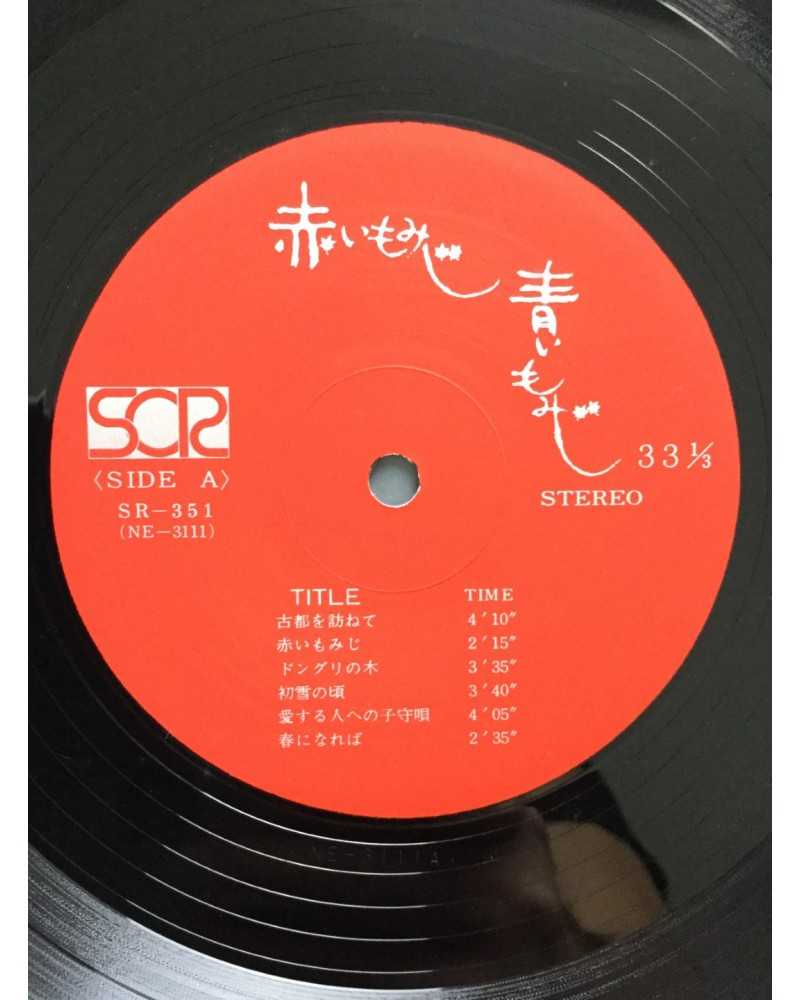 赤いもみじ
青いもみじ
SCR
〈SIDE A〉
SR－351
(NE－3111)
33 1/3
STEREO
TITLE TIME
古都を訪ねて 4′10″
赤いもみじ 2′15″
ドングリの木 3′35″
初雪の頃 3′40″
愛する人への子守唄 4′05″
春になれば 2′35″